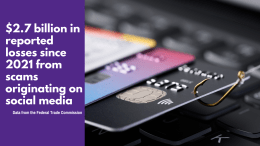 $2.7 billion in
reported
losses since
2021 from
scams
originating on
social media
Data from the Federal Trade Commission